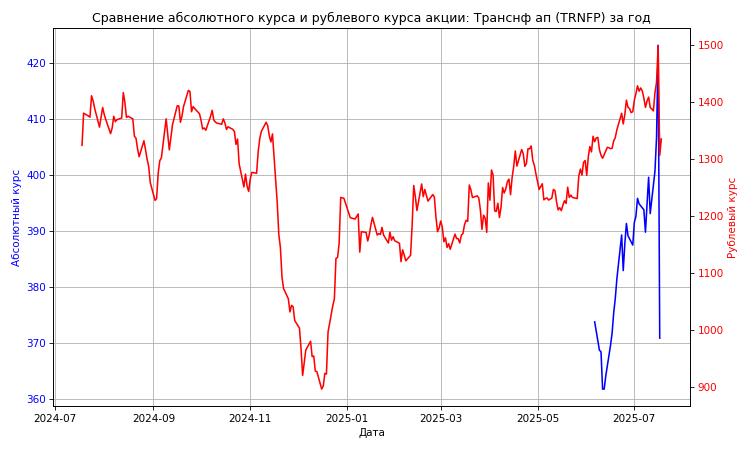 Сравнение абсолютного курса и рублевого курса акции: Транснф ап (TRNFP) за год
Абсолютный курс
420
410
400
390
380
370
360
1500
1400
1300
1200
1100
1000
900
Рублевый курс
2024-07 2024-09 2024-11 2025-01 2025-03 2025-05 2025-07
Дата